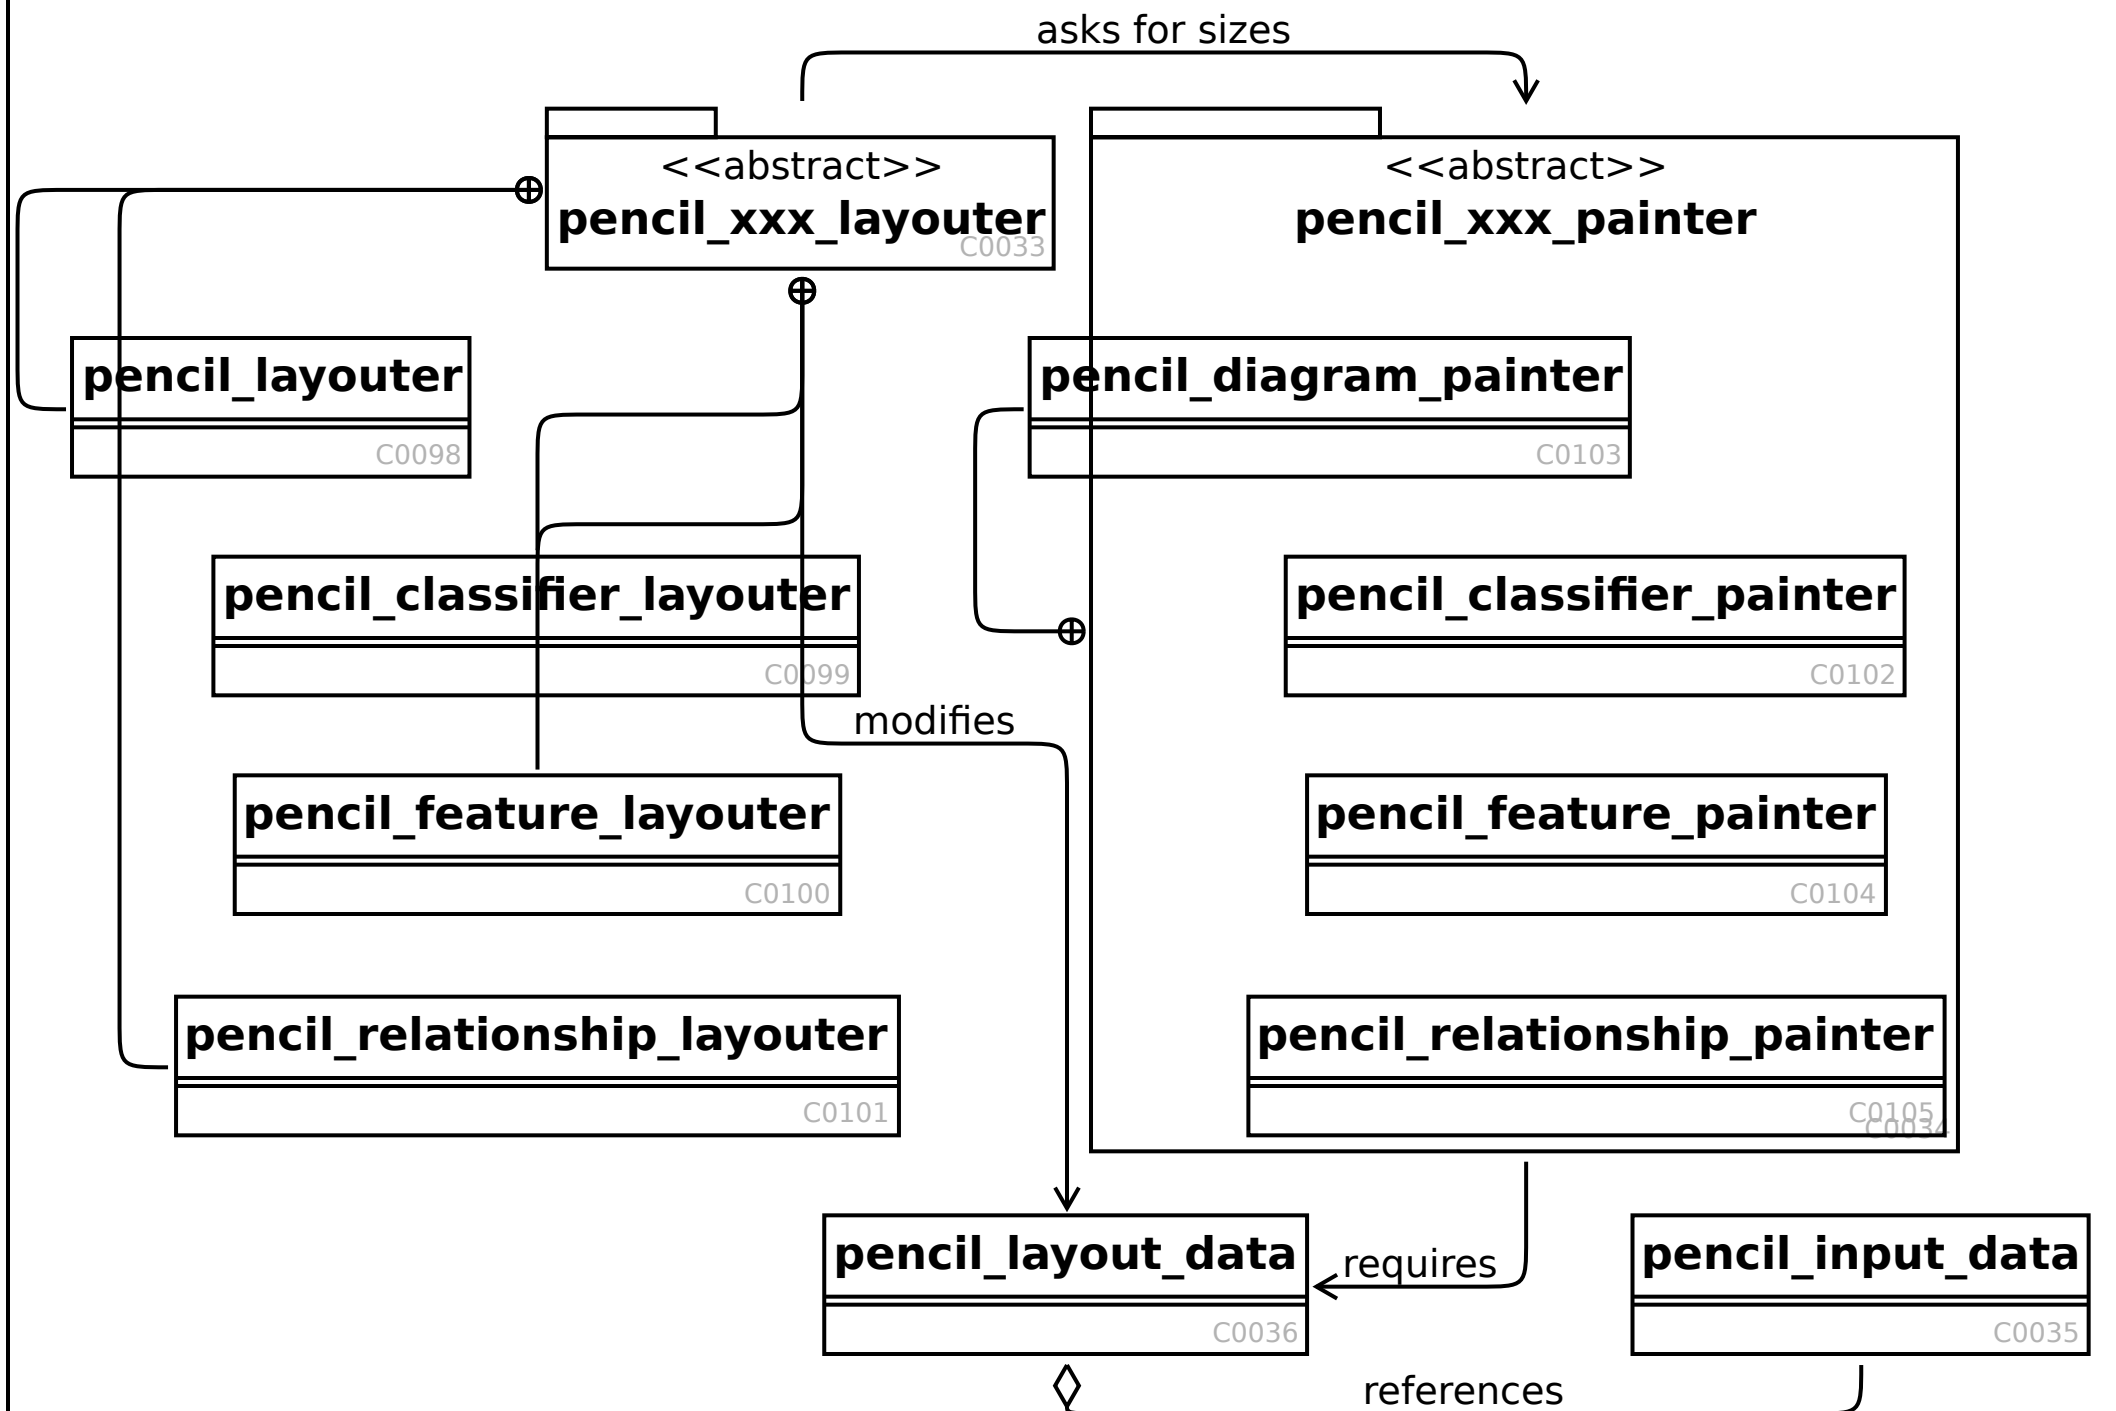 asks for sizes
<<abstract>>
pencil_xxx_layouter
C0033
<<abstract>>
pencil_xxx_painter
pencil_layouter
C0098
pencil_diagram_painter
C0103
pencil_classifier_layouter
C0099
pencil_classifier_painter
C0102
modifies
pencil_feature_layouter
C0100
pencil_feature_painter
C0104
pencil_relationship_layouter
C0101
pencil_relationship_painter
C0105
C0034
pencil_layout_data
C0036
requires
pencil_input_data
C0035
references